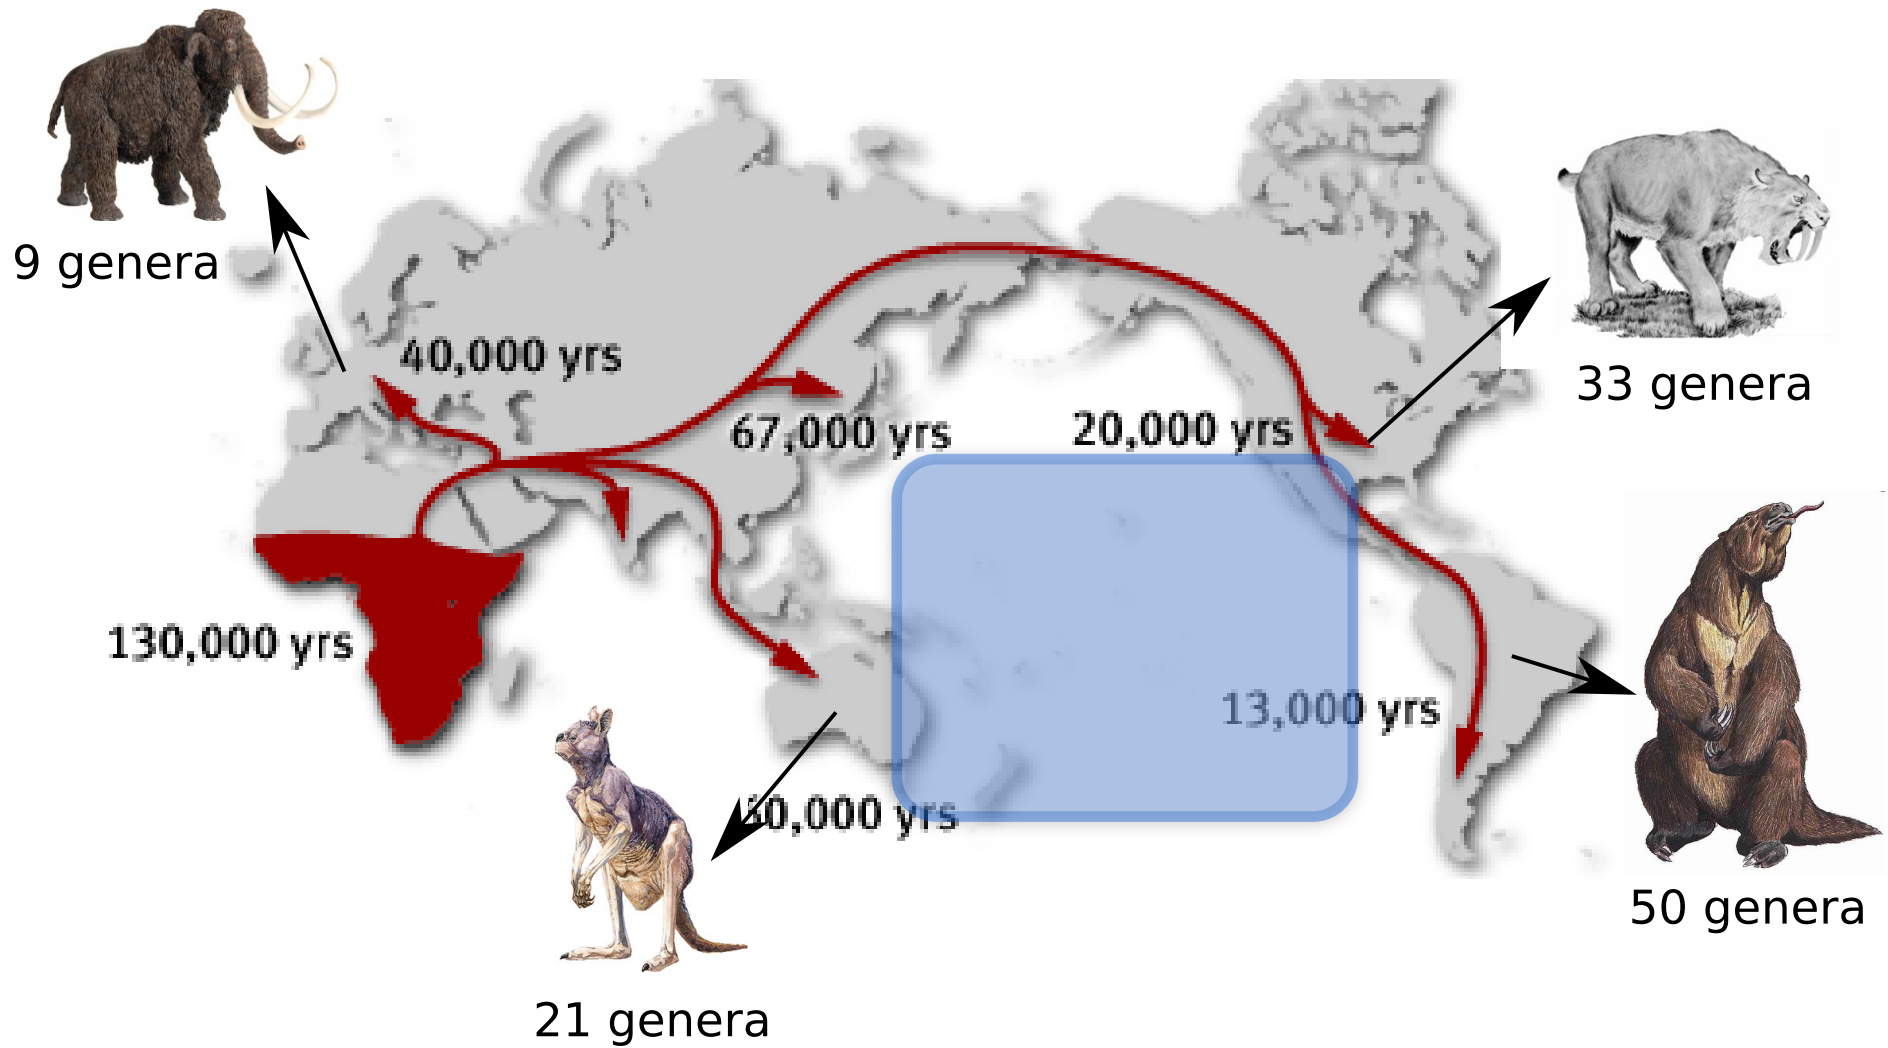 9 genera
40,000 yrs
33 genera
67,000 yrs
20,000 yrs
130,000 yrs
13,000 yrs
yrs
50 genera
21 genera